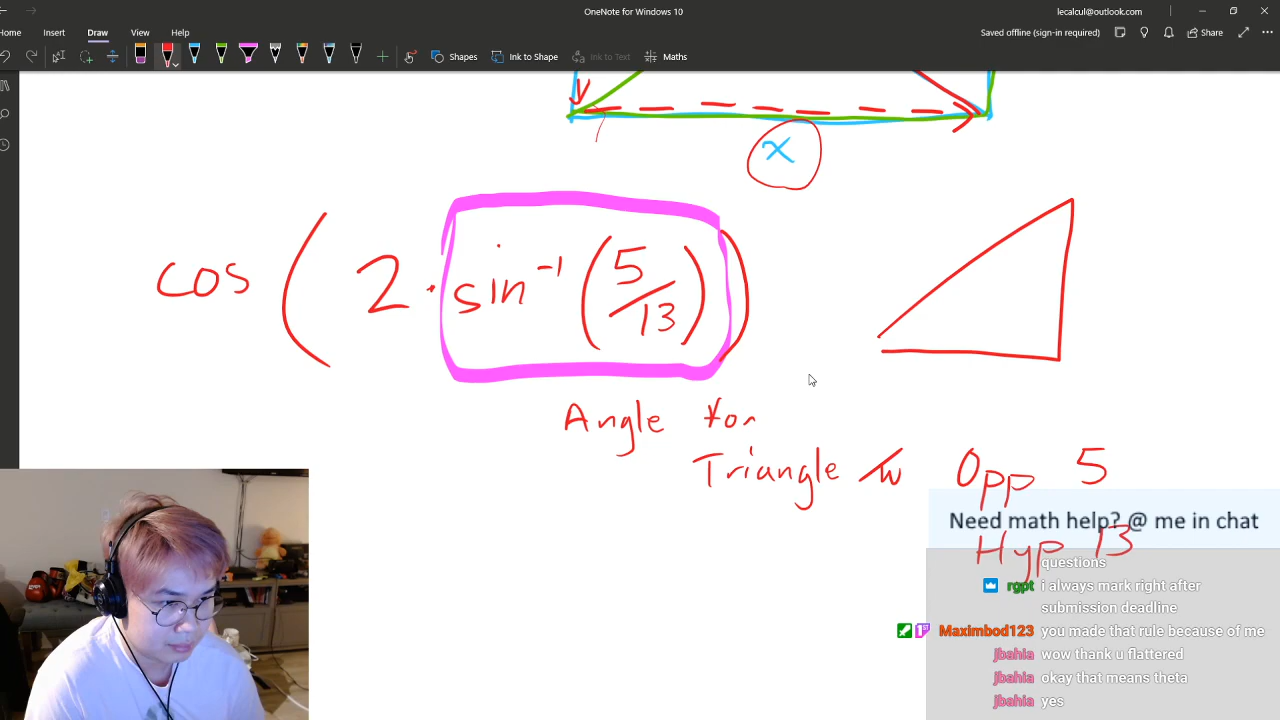 OneNote for Windows 10
lecalcul@outlook.com
Home Insert Draw View Help
Saved offline (sign-in required)
Share
Shapes
Ink to Shape
Ink to Text
Maths
x
cos ( 2 · sin⁻¹ ( 5/13 ) )
Angle for
Triangle w Opp 5
Need math help? @ me in chat
Hyp 13
questions
rgpt i always mark right after
submission deadline
Maximbod123 you made that rule because of me
jbahia wow thank u flattered
jbahia okay that means theta
jbahia yes